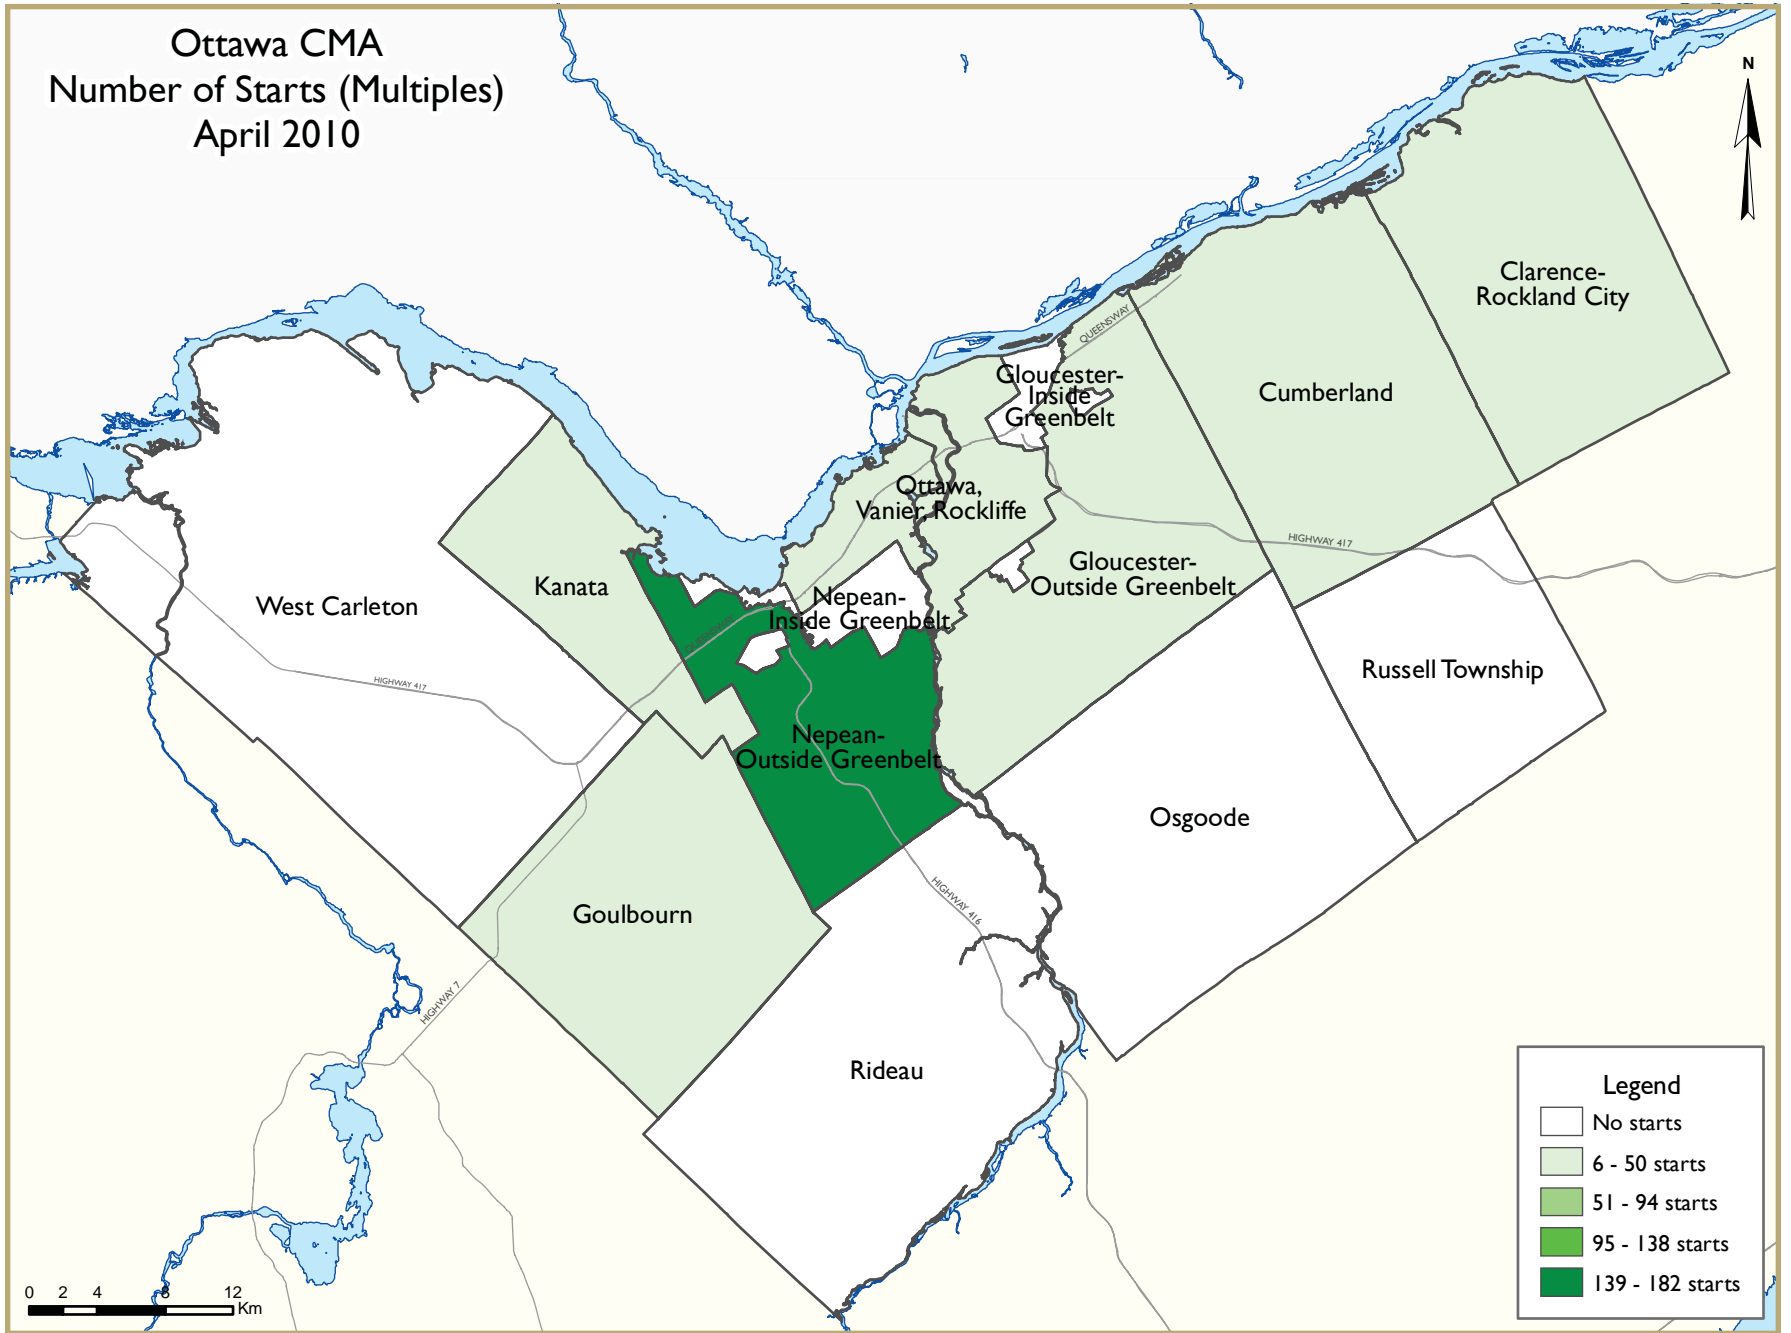 Ottawa CMA
Number of Starts (Multiples)
April 2010
N
Clarence-
Rockland City
QUEENSWAY
Gloucester-
Inside
Greenbelt
Cumberland
Ottawa,
Vanier, Rockliffe
HIGHWAY 417
Gloucester-
Outside Greenbelt
Kanata
West Carleton
Nepean-
Inside Greenbelt
QUEENSWAY
Russell Township
HIGHWAY 417
Nepean-
Outside Greenbelt
Osgoode
Goulbourn
HIGHWAY 416
HIGHWAY 7
Rideau
Legend
No starts
6 - 50 starts
51 - 94 starts
95 - 138 starts
139 - 182 starts
0 2 4 8 12
Km